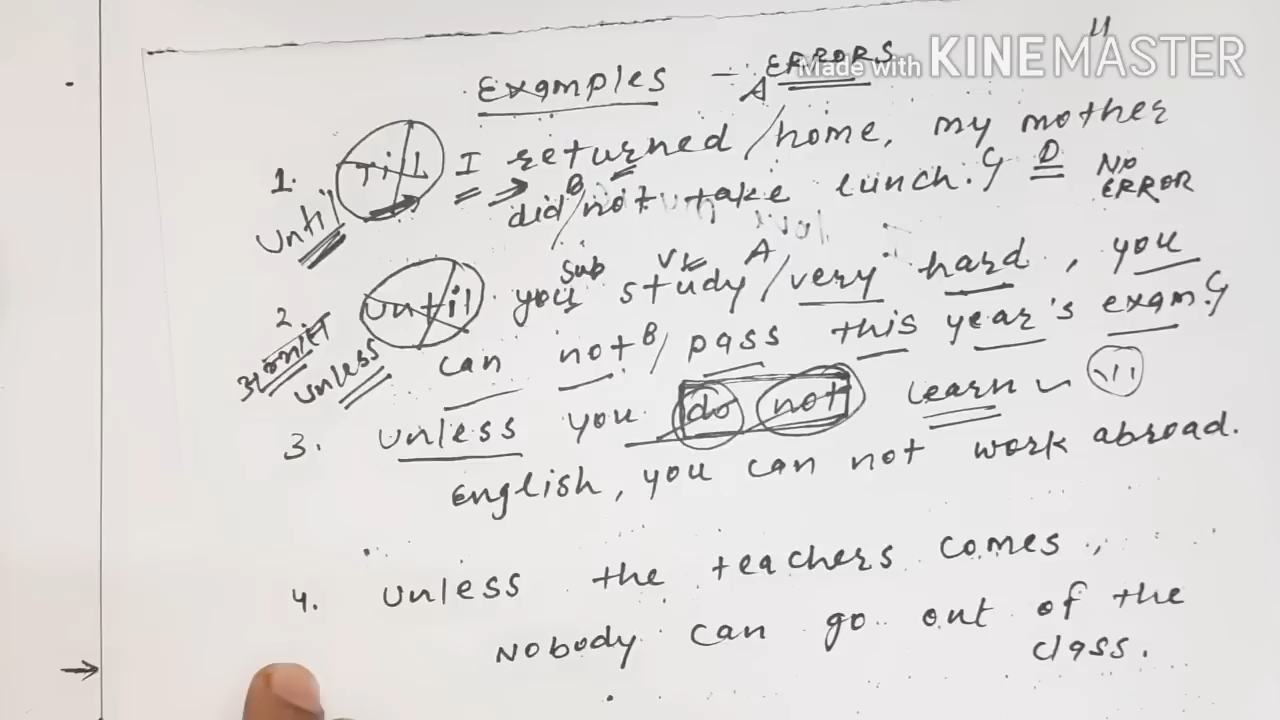 4
Made with KINEMASTER
Examples - ERRORS
A
1. Till I returned / home, my mother
until
B
did / not take lunch. C D NO
ERROR
Sub V A
2. until you study / very hard, you
unless
can not B / pass this year's exam. C
3. unless you do not learn
English, you can not work abroad.
4. unless the teachers comes,
Nobody can go out of the
class.